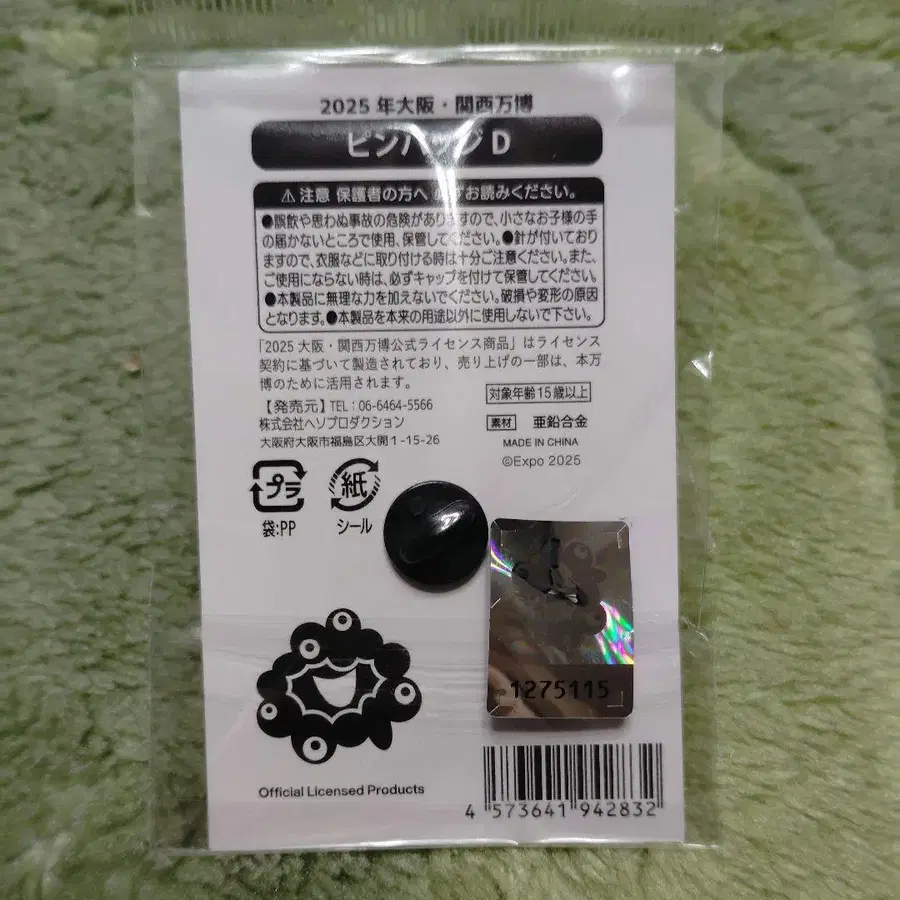 2025年大阪・関西万博
ピンバッジ D
⚠注意 保護者の方へ 必ずお読みください。
●誤飲や思わぬ事故の危険がありますので、小さなお子様の手
の届かないところで使用、保管してください。●針が付いており
ますので、衣服などに取り付ける時は十分ご注意ください。また、
ご使用にならない時は、必ずキャップを付けて保管してください。
●本製品に無理な力を加えないでください。破損や変形の原因
となります。●本製品を本来の用途以外に使用しないで下さい。
「2025 大阪・関西万博公式ライセンス商品」はライセンス
契約に基づいて製造されており、売り上げの一部は、本万
博のために活用されます。
【発売元】TEL：06-6464-5566
株式会社ヘソプロダクション
大阪府大阪市福島区大開1-15-26
対象年齢15歳以上
素材 亜鉛合金
MADE IN CHINA
©Expo 2025
プラ
袋:PP
紙
シール
1275115
Official Licensed Products
4 573641 942832